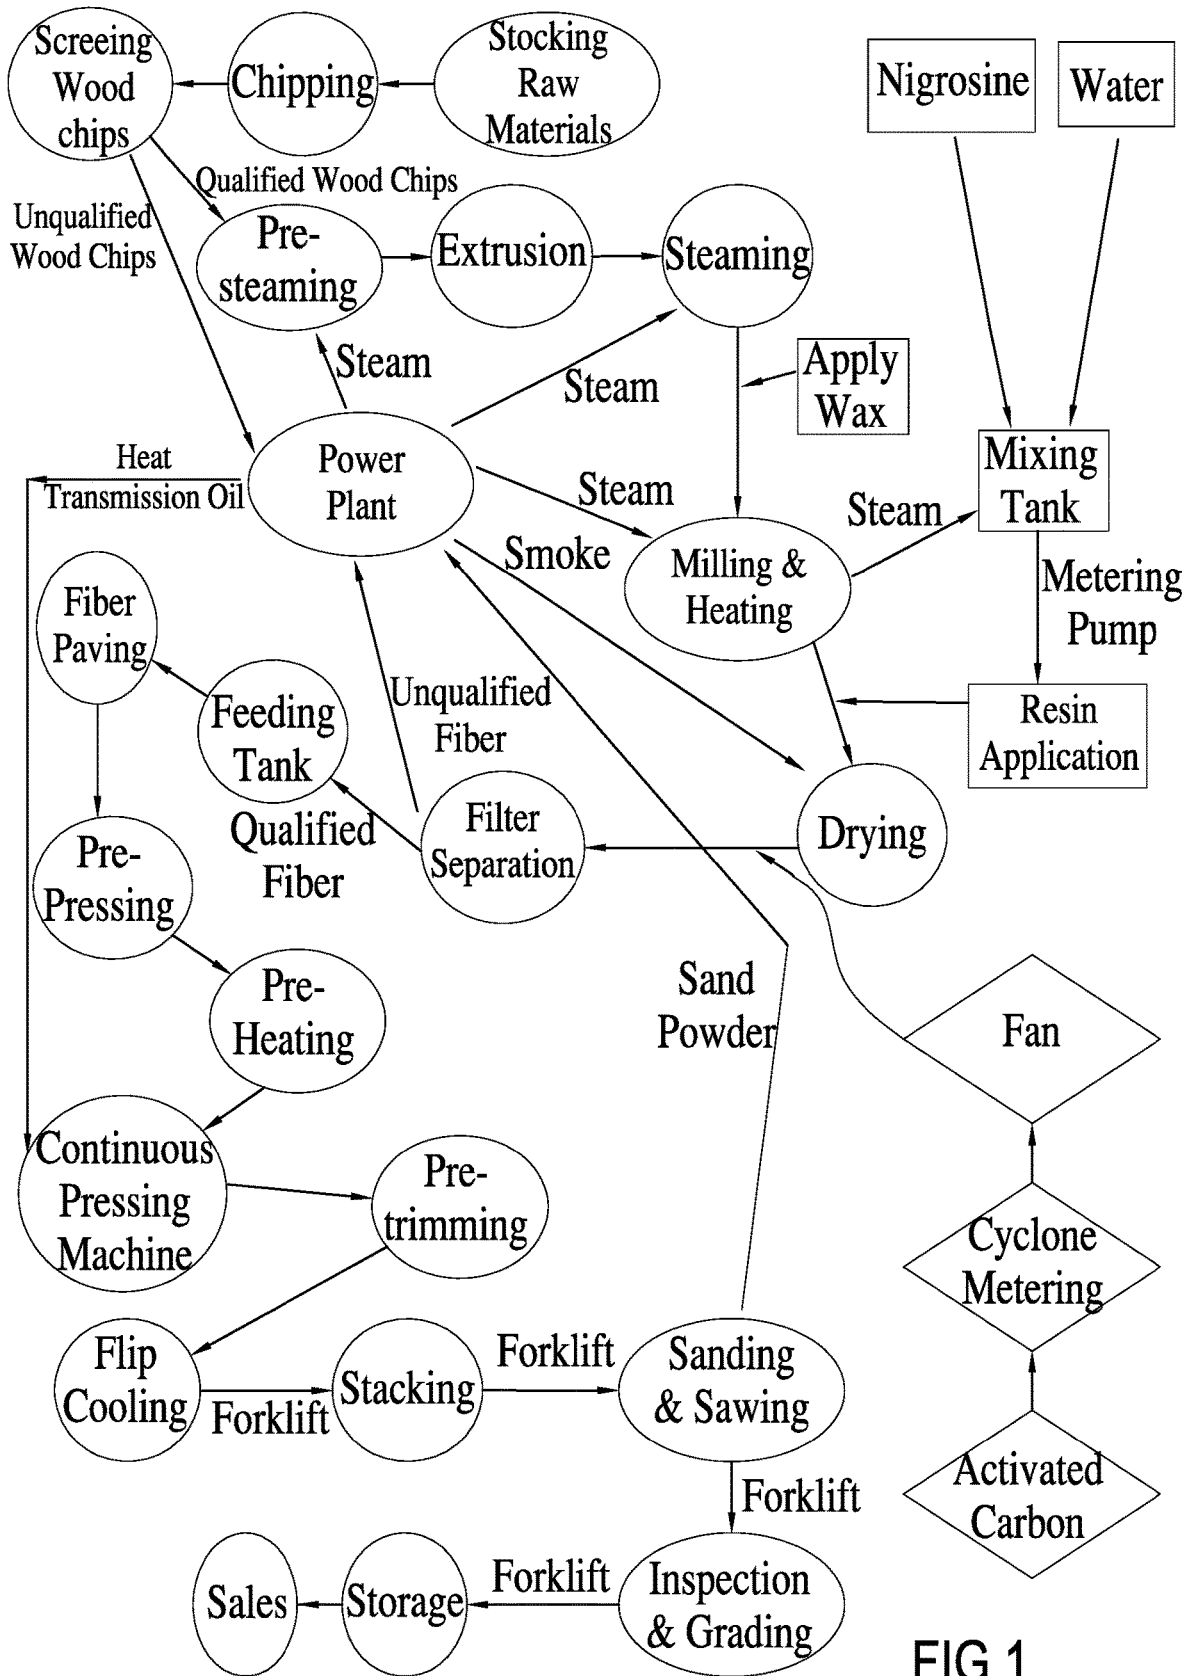 Screeing
Wood
chips
Chipping
Stocking
Raw
Materials
Nigrosine
Water
Qualified Wood Chips
Unqualified
Wood Chips
Pre-
steaming
Extrusion
Steaming
Steam
Steam
Apply
Wax
Heat
Transmission Oil
Power
Plant
Steam
Smoke
Milling &
Heating
Steam
Mixing
Tank
Metering
Pump
Resin
Application
Fiber
Paving
Feeding
Tank
Unqualified
Fiber
Qualified
Fiber
Filter
Separation
Drying
Pre-
Pressing
Pre-
Heating
Sand
Powder
Fan
Continuous
Pressing
Machine
Pre-
trimming
Cyclone
Metering
Flip
Cooling
Forklift
Stacking
Forklift
Sanding
& Sawing
Activated
Carbon
Forklift
Sales
Storage
Forklift
Inspection
& Grading
FIG.1